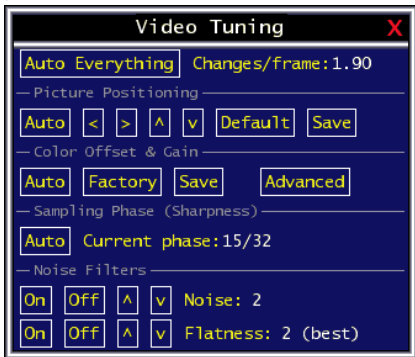 Video Tuning X
Auto Everything Changes/frame:1.90
Picture Positioning
Auto < > ^ v Default Save
Color Offset & Gain
Auto Factory Save Advanced
Sampling Phase (Sharpness)
Auto Current phase:15/32
Noise Filters
On Off ^ v Noise: 2
On Off ^ v Flatness: 2 (best)